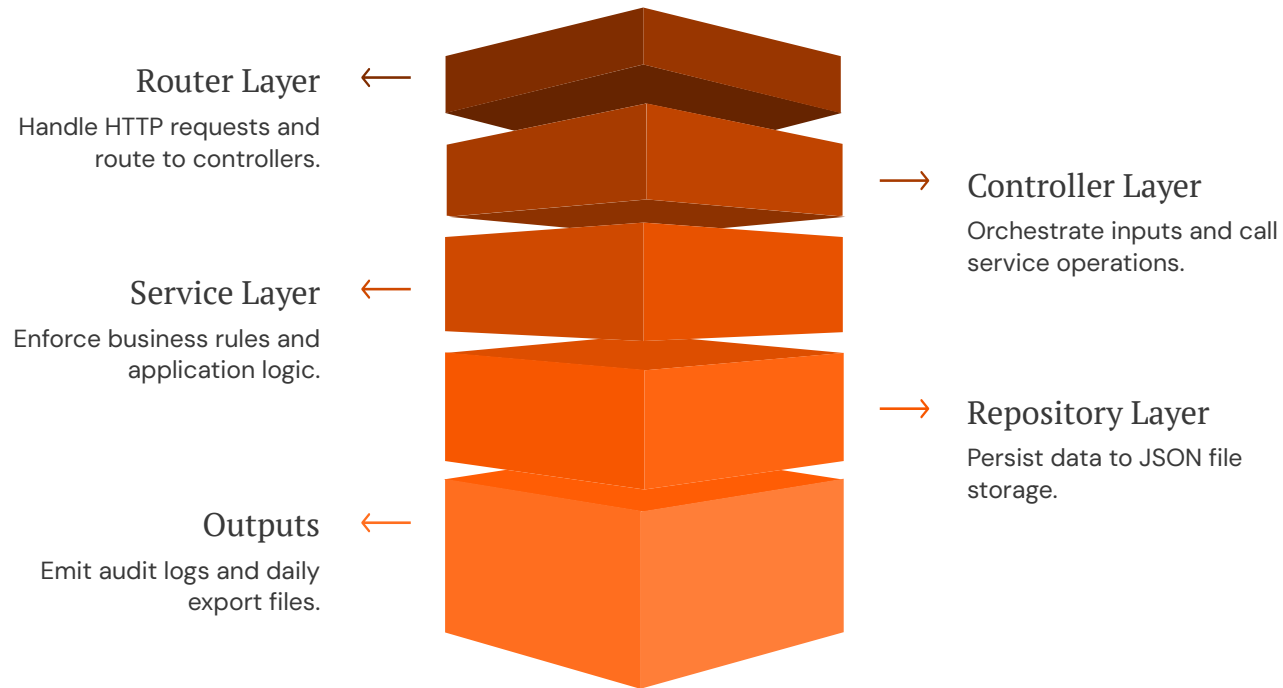 Router Layer
Handle HTTP requests and
route to controllers.
Controller Layer
Orchestrate inputs and call
service operations.
Service Layer
Enforce business rules and
application logic.
Repository Layer
Persist data to JSON file
storage.
Outputs
Emit audit logs and daily
export files.